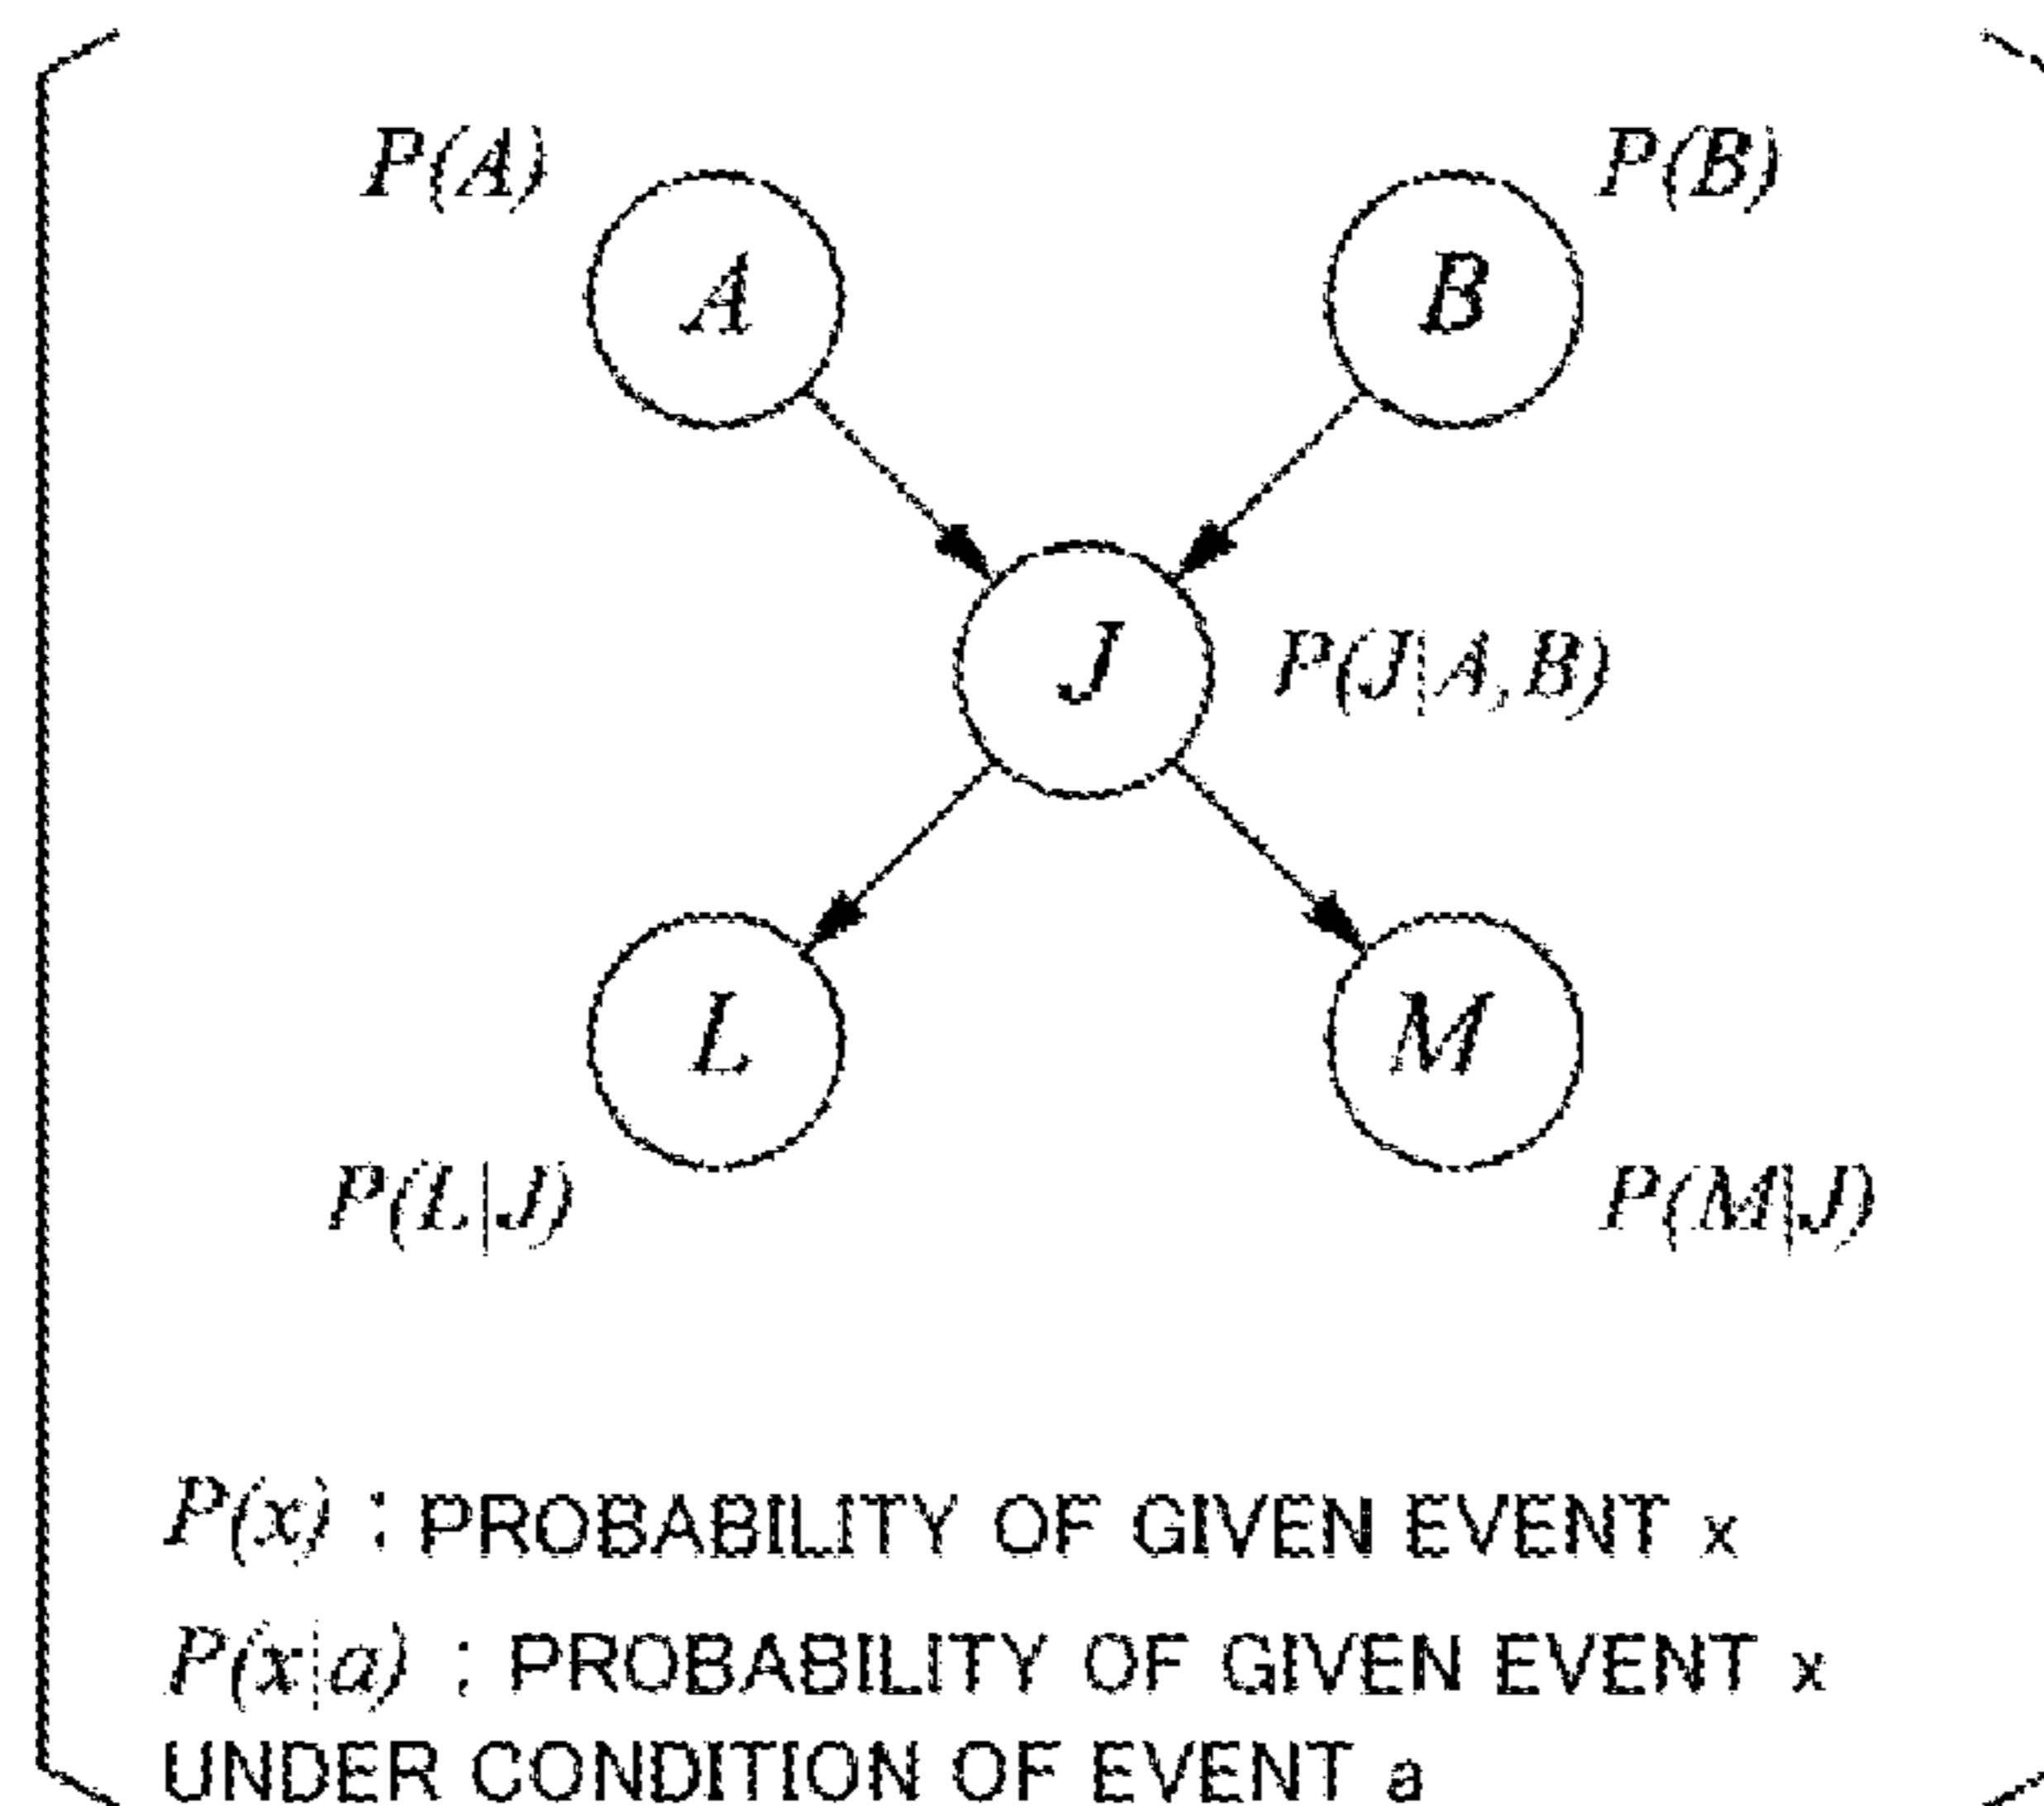 P(A)
P(B)
A
B
J
P(J|A,B)
L
M
P(L|J)
P(M|J)
P(x) : PROBABILITY OF GIVEN EVENT x
P(x|a) : PROBABILITY OF GIVEN EVENT x
UNDER CONDITION OF EVENT a